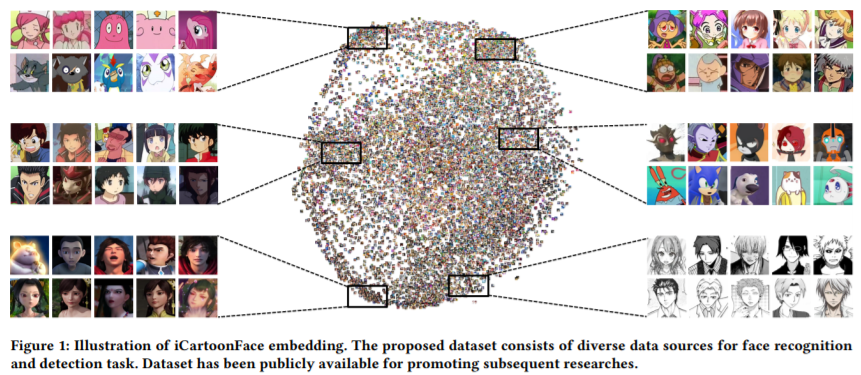 Figure 1: Illustration of iCartoonFace embedding. The proposed dataset consists of diverse data sources for face recognition
and detection task. Dataset has been publicly available for promoting subsequent researches.